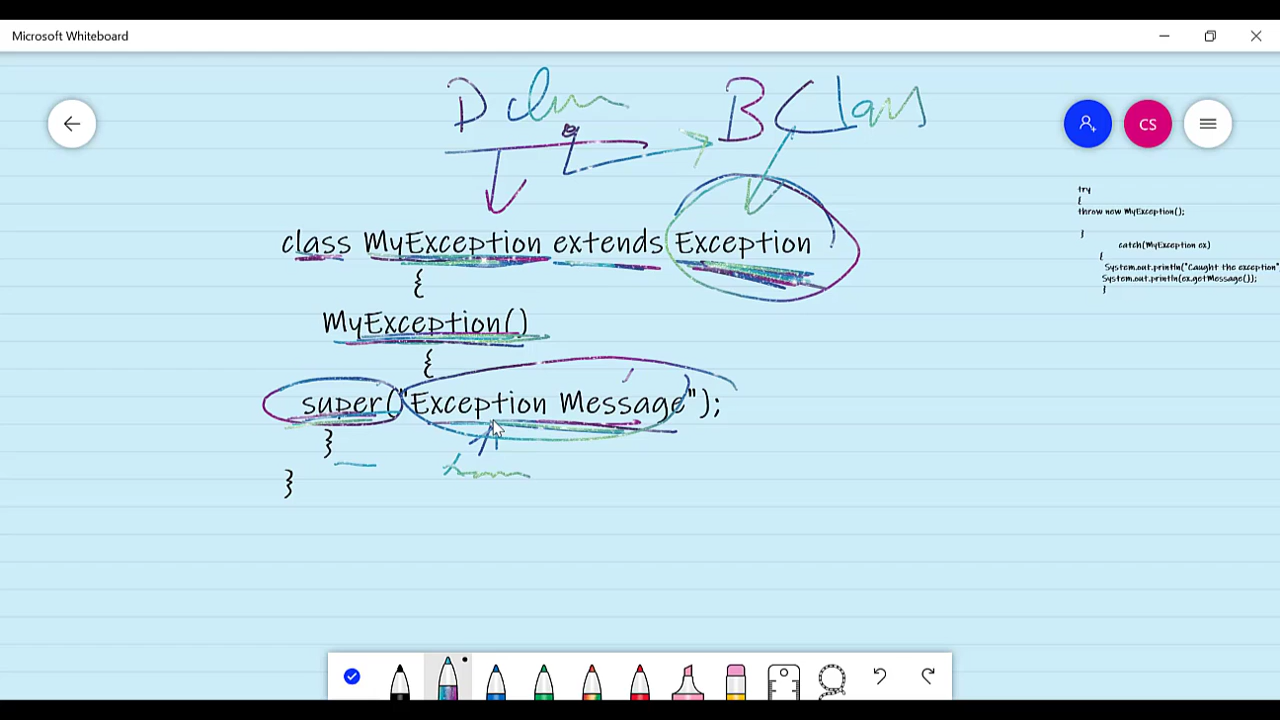 Microsoft Whiteboard
D class
B Class
CS
class MyException extends Exception
{
MyException()
{
super("Exception Message");
}
}
try
{
throw new MyException();
}
catch(MyException ex)
{
System.out.println("Caught the exception"
System.out.println(ex.getMessage());
}